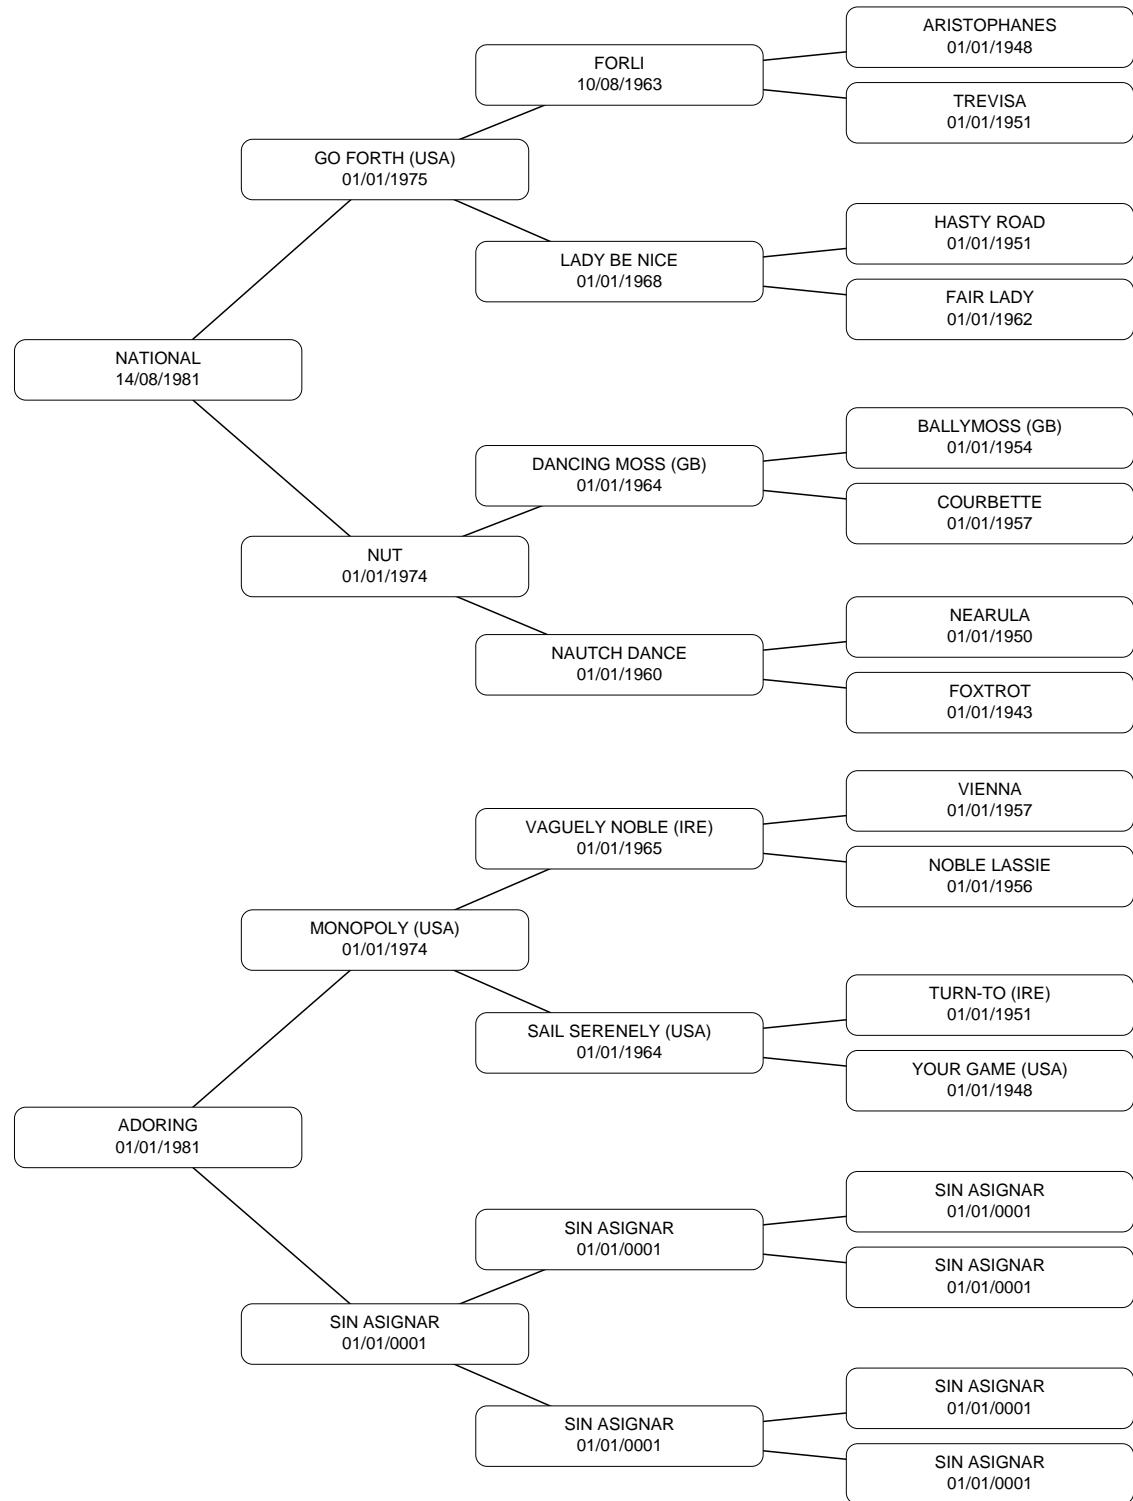 ARISTOPHANES
01/01/1948
FORLI
10/08/1963
TREVISA
01/01/1951
GO FORTH (USA)
01/01/1975
HASTY ROAD
01/01/1951
LADY BE NICE
01/01/1968
FAIR LADY
01/01/1962
NATIONAL
14/08/1981
BALLYMOSS (GB)
01/01/1954
DANCING MOSS (GB)
01/01/1964
COURBETTE
01/01/1957
NUT
01/01/1974
NEARULA
01/01/1950
NAUTCH DANCE
01/01/1960
FOXTROT
01/01/1943
VIENNA
01/01/1957
VAGUELY NOBLE (IRE)
01/01/1965
NOBLE LASSIE
01/01/1956
MONOPOLY (USA)
01/01/1974
TURN-TO (IRE)
01/01/1951
SAIL SERENELY (USA)
01/01/1964
YOUR GAME (USA)
01/01/1948
ADORING
01/01/1981
SIN ASIGNAR
01/01/0001
SIN ASIGNAR
01/01/0001
SIN ASIGNAR
01/01/0001
SIN ASIGNAR
01/01/0001
SIN ASIGNAR
01/01/0001
SIN ASIGNAR
01/01/0001
SIN ASIGNAR
01/01/0001